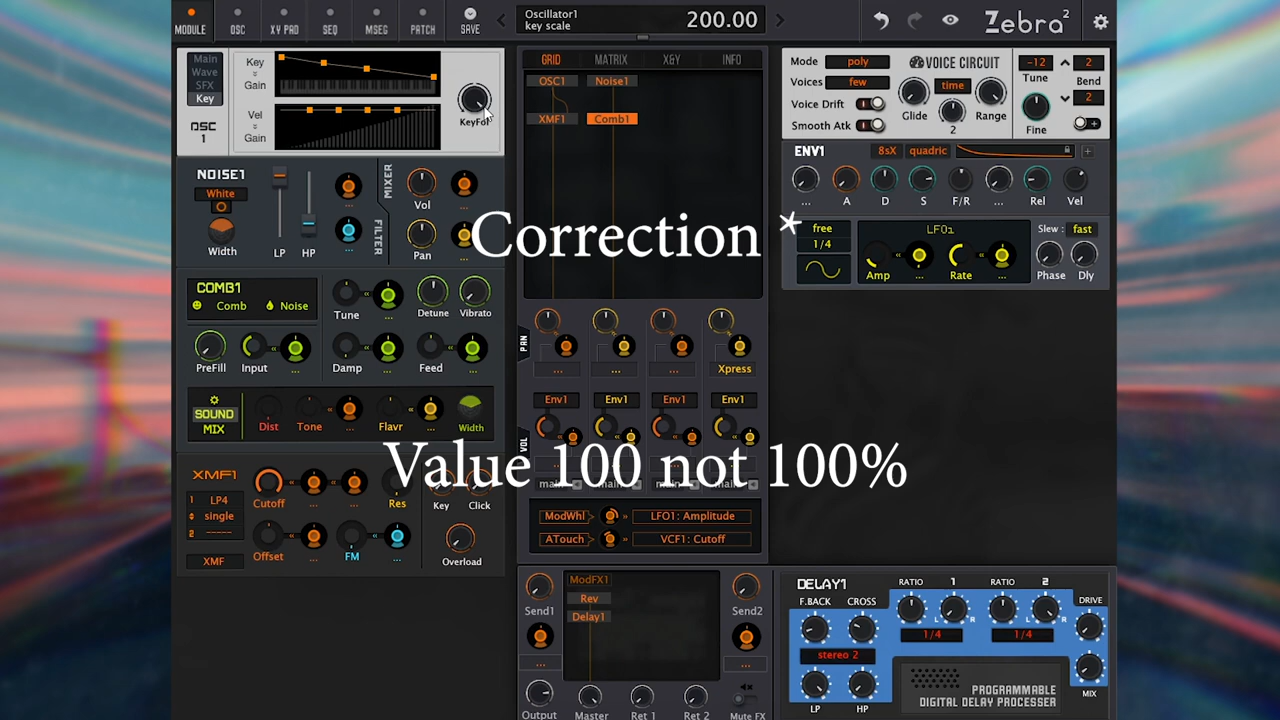 MODULE OSC XY PAD SEQ MSEG PATCH SAVE
Oscillator1
key scale
200.00
Zebra²
Main
Wave
SFX
Key
OSC
1
Key
Gain
Vel
Gain
KeyFol
NOISE1
White
Width
LP HP
... ...
MIXER
FILTER
Vol ...
Pan
COMB1
Comb Noise
Tune ... Detune Vibrato
PreFill Input ... Damp ... Feed ...
SOUND
MIX
Dist Tone ... Flavr ... Width
XMF1
1 LP4
single
2 -----
XMF
Cutoff ... ... Res ... Key Click
Offset ... FM ... Overload
GRID MATRIX X&Y INFO
OSC1 Noise1
XMF1 Comb1
Correction *
PAN
... ... ... Xpress
Env1 Env1 Env1 Env1
VOL
Value 100 not 100%
main main main main
ModWhl LFO1: Amplitude
ATouch VCF1: Cutoff
Send1
...
Output
ModFX1
Rev
Delay1
Send2
...
Master Ret 1 Ret 2 Mute FX
Mode poly
Voices few
Voice Drift
Smooth Atk
VOICE CIRCUIT
time
Glide 2 Range
-12
Tune
Fine
2
Bend
2
ENV1 8sX quadric
... A D S F/R ... Rel Vel
free
1/4
LFO1
Amp ... Rate ...
Slew : fast
Phase Dly
DELAY1
F.BACK CROSS
stereo 2
LP HP
RATIO 1 RATIO 2
L R L R
1/4 1/4
DRIVE
MIX
PROGRAMMABLE
DIGITAL DELAY PROCESSER